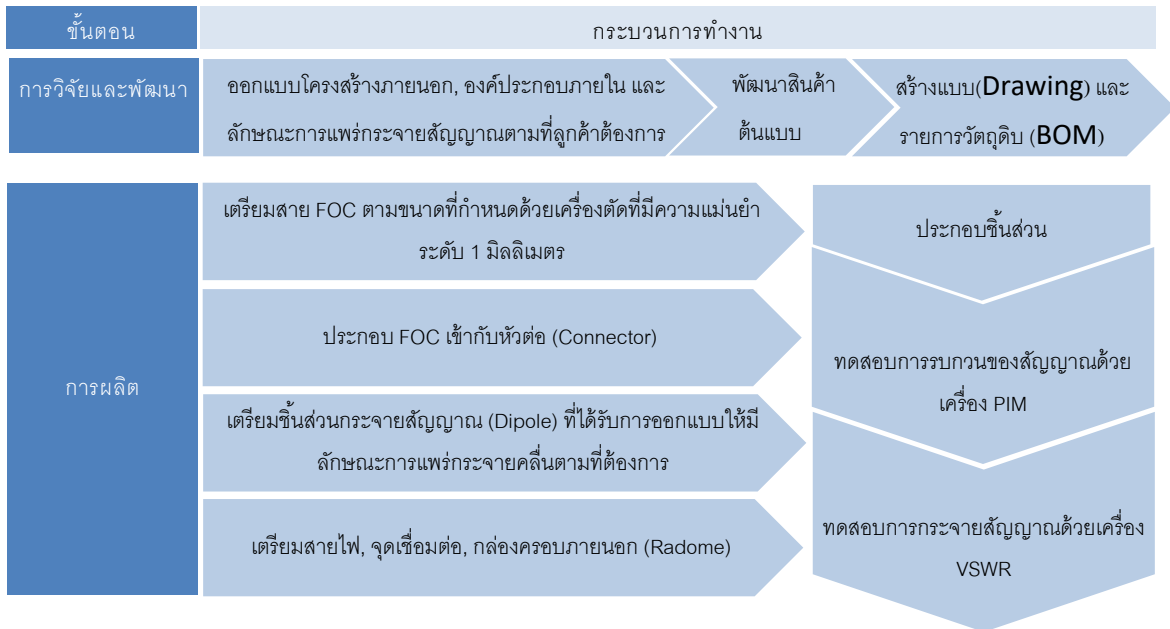 ขั้นตอน
กระบวนการทำงาน
การวิจัยและพัฒนา
ออกแบบโครงสร้างภายนอก, องค์ประกอบภายใน และ
ลักษณะการแพร่กระจายสัญญาณตามที่ลูกค้าต้องการ
พัฒนาสินค้า
ต้นแบบ
สร้างแบบ(Drawing) และ
รายการวัตถุดิบ (BOM)
การผลิต
เตรียมสาย FOC ตามขนาดที่กำหนดด้วยเครื่องตัดที่มีความแม่นยำ
ระดับ 1 มิลลิเมตร
ประกอบ FOC เข้ากับหัวต่อ (Connector)
เตรียมชิ้นส่วนกระจายสัญญาณ (Dipole) ที่ได้รับการออกแบบให้มี
ลักษณะการแพร่กระจายคลื่นตามที่ต้องการ
เตรียมสายไฟ, จุดเชื่อมต่อ, กล่องครอบภายนอก (Radome)
ประกอบชิ้นส่วน
ทดสอบการรบกวนของสัญญาณด้วย
เครื่อง PIM
ทดสอบการกระจายสัญญาณด้วยเครื่อง
VSWR